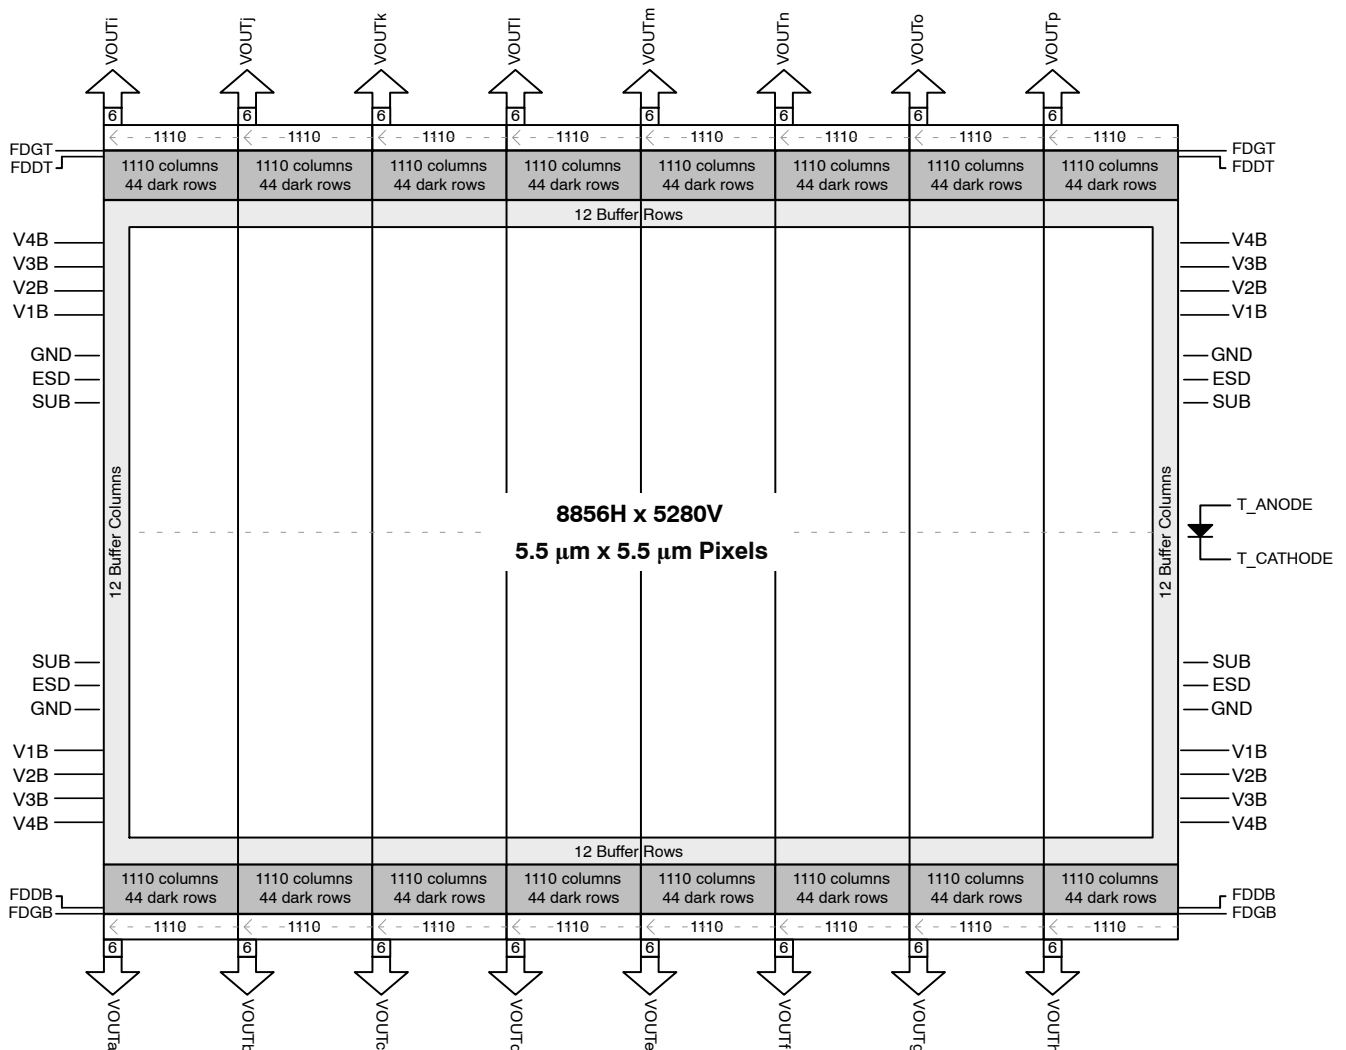 VOUTi VOUTj VOUTk VOUTl VOUTm VOUTn VOUTo VOUTp
6 6 6 6 6 6 6 6
1110 1110 1110 1110 1110 1110 1110 1110
FDGT FDGT
FDDT FDDT
1110 columns 1110 columns 1110 columns 1110 columns 1110 columns 1110 columns 1110 columns 1110 columns
44 dark rows 44 dark rows 44 dark rows 44 dark rows 44 dark rows 44 dark rows 44 dark rows 44 dark rows
12 Buffer Rows
V4B V4B
V3B V3B
V2B V2B
V1B V1B
GND GND
ESD ESD
SUB SUB
12 Buffer Columns
12 Buffer Columns
8856H x 5280V
5.5 μm x 5.5 μm Pixels
T_ANODE
T_CATHODE
SUB SUB
ESD ESD
GND GND
V1B V1B
V2B V2B
V3B V3B
V4B V4B
12 Buffer Rows
1110 columns 1110 columns 1110 columns 1110 columns 1110 columns 1110 columns 1110 columns 1110 columns
44 dark rows 44 dark rows 44 dark rows 44 dark rows 44 dark rows 44 dark rows 44 dark rows 44 dark rows
FDDB FDDB
FDGB FDGB
1110 1110 1110 1110 1110 1110 1110 1110
6 6 6 6 6 6 6 6
VOUTa VOUTb VOUTc VOUTd VOUTe VOUTf VOUTg VOUTh